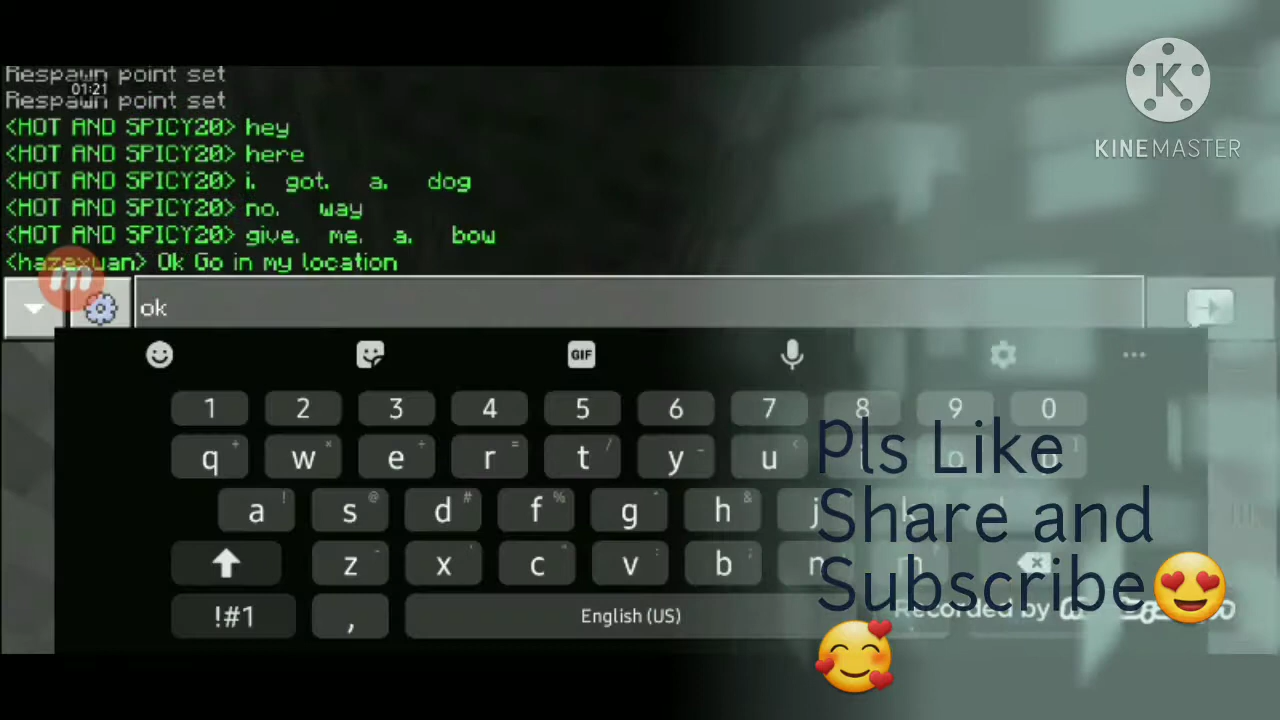 Respawn point set
01:21
Respawn point set
<HOT AND SPICY20> hey
<HOT AND SPICY20> here
<HOT AND SPICY20> i. got. a. dog
<HOT AND SPICY20> no. way
<HOT AND SPICY20> give. me. a. bow
<hazexuan> Ok Go in my location
ok
KINEMASTER
GIF
1 2 3 4 5 6 7 8 9 0
q w e r t y u
a s d f g h j
z x c v b n m
!#1 , English (US)
Pls Like
Share and
Subscribe😍
🥰
Recorded by